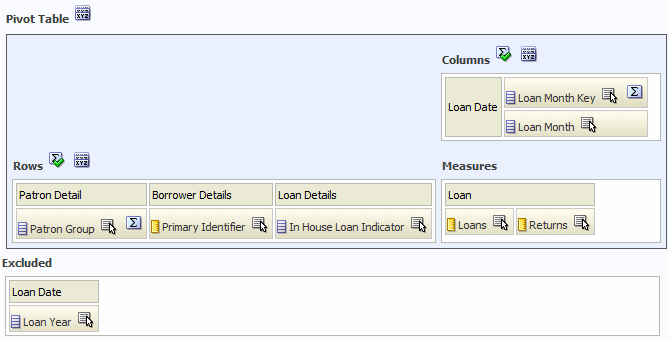 Pivot Table
Columns
Loan Date
Loan Month Key
Loan Month
Rows
Measures
Patron Detail
Borrower Details
Loan Details
Loan
Patron Group
Primary Identifier
In House Loan Indicator
Loans
Returns
Excluded
Loan Date
Loan Year